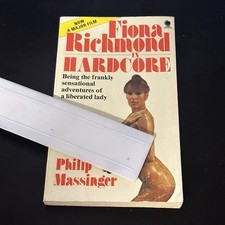 NOW
A MAJOR FILM
Fiona
Richmond
IN
HARDCORE
Being the frankly
sensational
adventures of
a liberated lady
Philip
Massinger